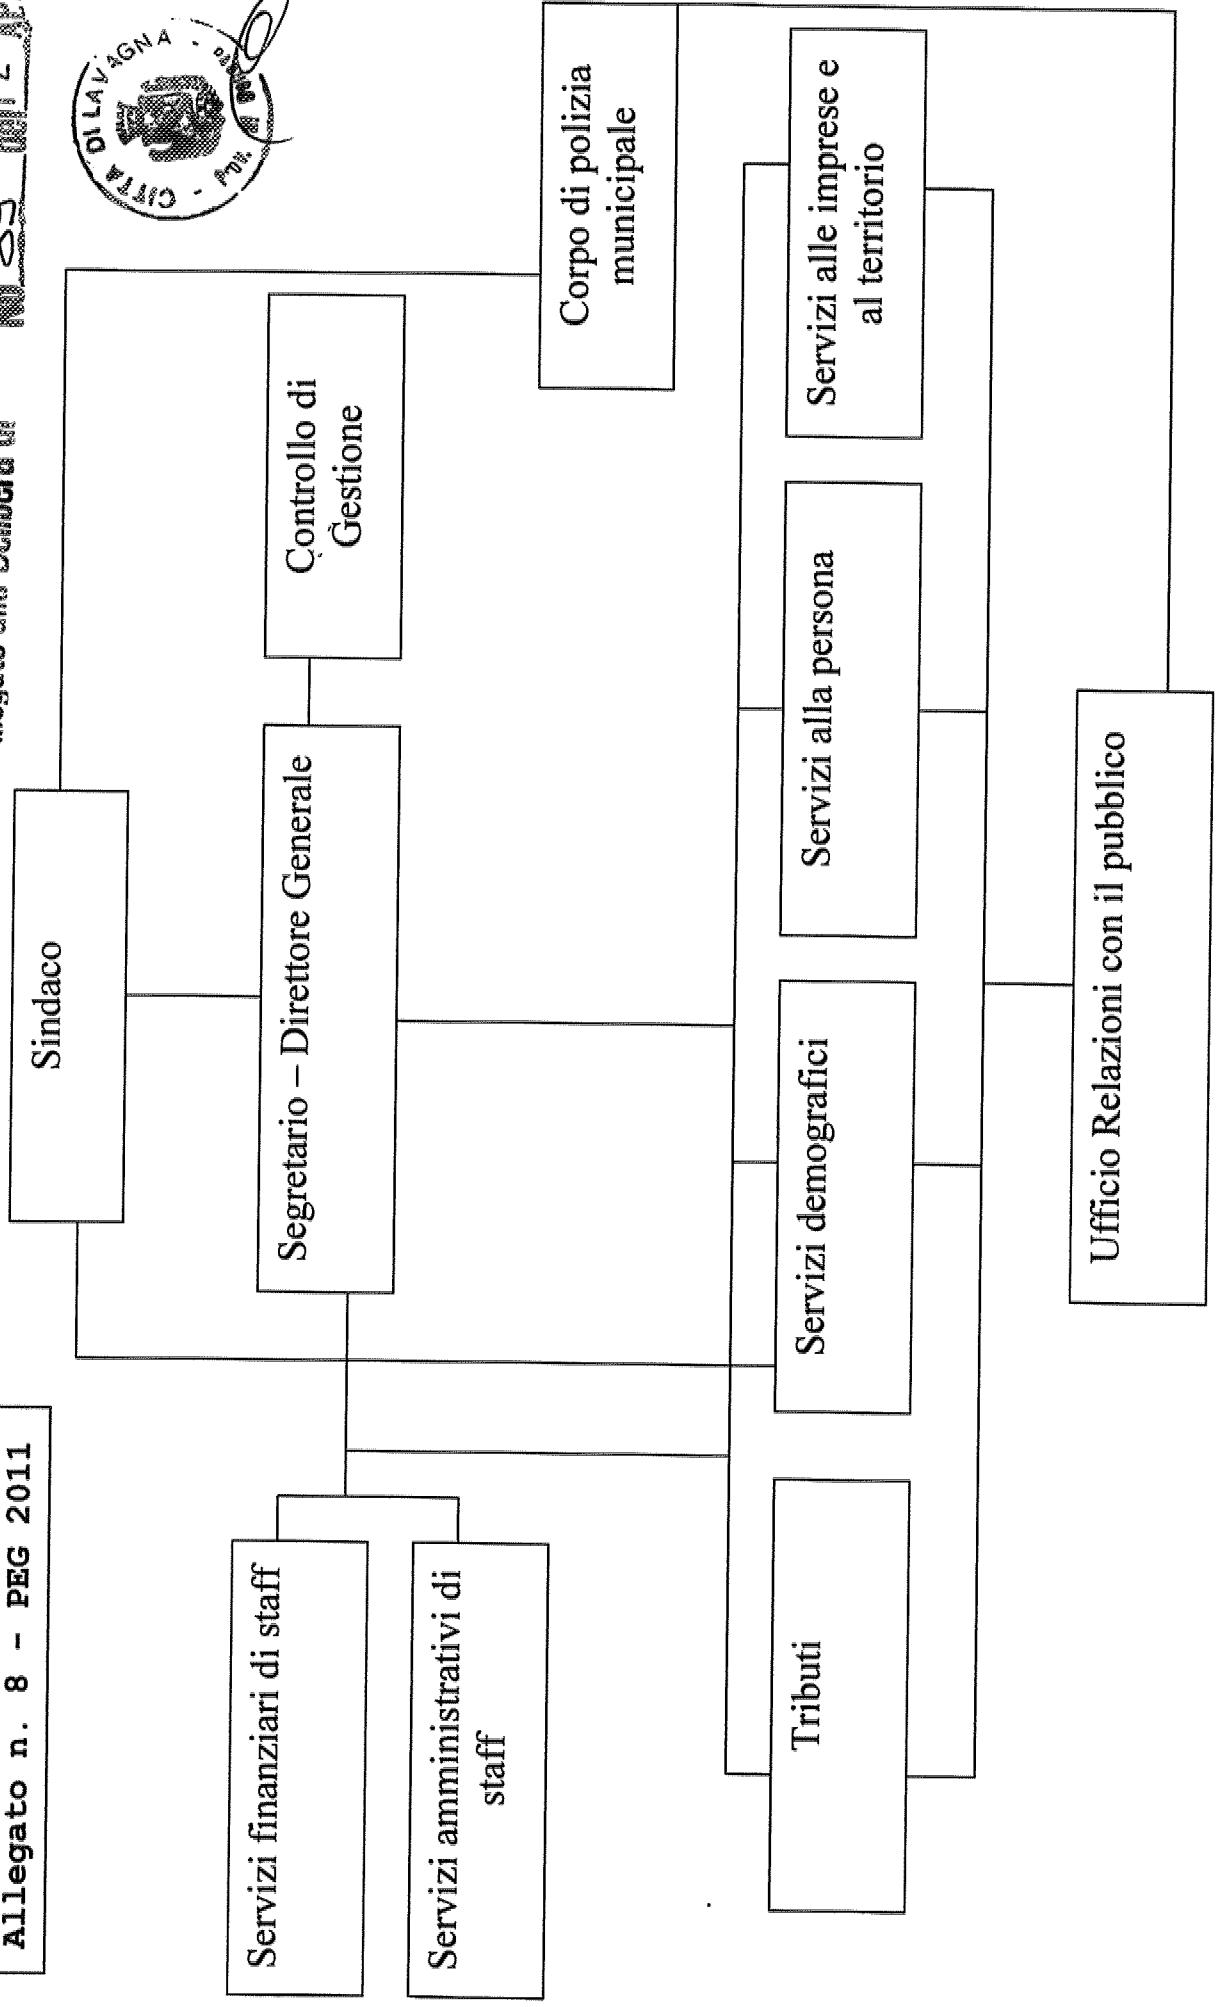 Allegato n. 8 - PEG 2011
CITTÀ DI LAVAGNA
Sindaco
Segretario – Direttore Generale
Controllo di
Gestione
Servizi finanziari di staff
Servizi amministrativi di
staff
Corpo di polizia
municipale
Tributi
Servizi demografici
Servizi alla persona
Servizi alle imprese e
al territorio
Ufficio Relazioni con il pubblico